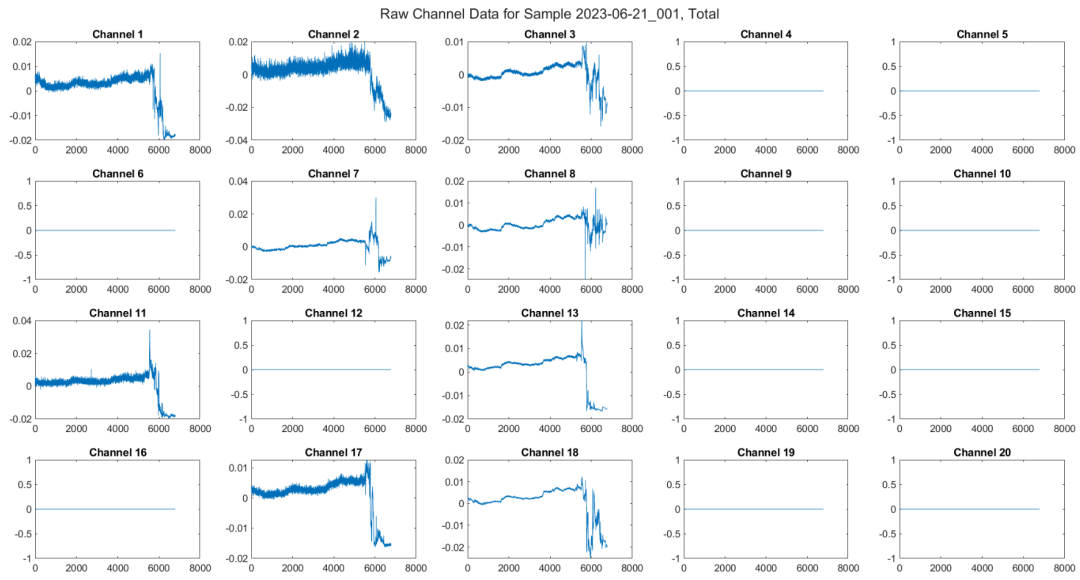 Raw Channel Data for Sample 2023-06-21_001, Total
Channel 1
0.02
0.01
0
-0.01
-0.02
0 2000 4000 6000 8000
Channel 2
0.02
0
-0.02
-0.04
0 2000 4000 6000 8000
Channel 3
0.01
0
-0.01
-0.02
0 2000 4000 6000 8000
Channel 4
1
0.5
0
-0.5
-1
0 2000 4000 6000 8000
Channel 5
1
0.5
0
-0.5
-1
0 2000 4000 6000 8000
Channel 6
1
0.5
0
-0.5
-1
0 2000 4000 6000 8000
Channel 7
0.04
0.02
0
-0.02
0 2000 4000 6000 8000
Channel 8
0.02
0.01
0
-0.01
-0.02
0 2000 4000 6000 8000
Channel 9
1
0.5
0
-0.5
-1
0 2000 4000 6000 8000
Channel 10
1
0.5
0
-0.5
-1
0 2000 4000 6000 8000
Channel 11
0.04
0.02
0
-0.02
0 2000 4000 6000 8000
Channel 12
1
0.5
0
-0.5
-1
0 2000 4000 6000 8000
Channel 13
0.02
0.01
0
-0.01
-0.02
0 2000 4000 6000 8000
Channel 14
1
0.5
0
-0.5
-1
0 2000 4000 6000 8000
Channel 15
1
0.5
0
-0.5
-1
0 2000 4000 6000 8000
Channel 16
1
0.5
0
-0.5
-1
0 2000 4000 6000 8000
Channel 17
0.01
0
-0.01
-0.02
0 2000 4000 6000 8000
Channel 18
0.02
0.01
0
-0.01
-0.02
0 2000 4000 6000 8000
Channel 19
1
0.5
0
-0.5
-1
0 2000 4000 6000 8000
Channel 20
1
0.5
0
-0.5
-1
0 2000 4000 6000 8000